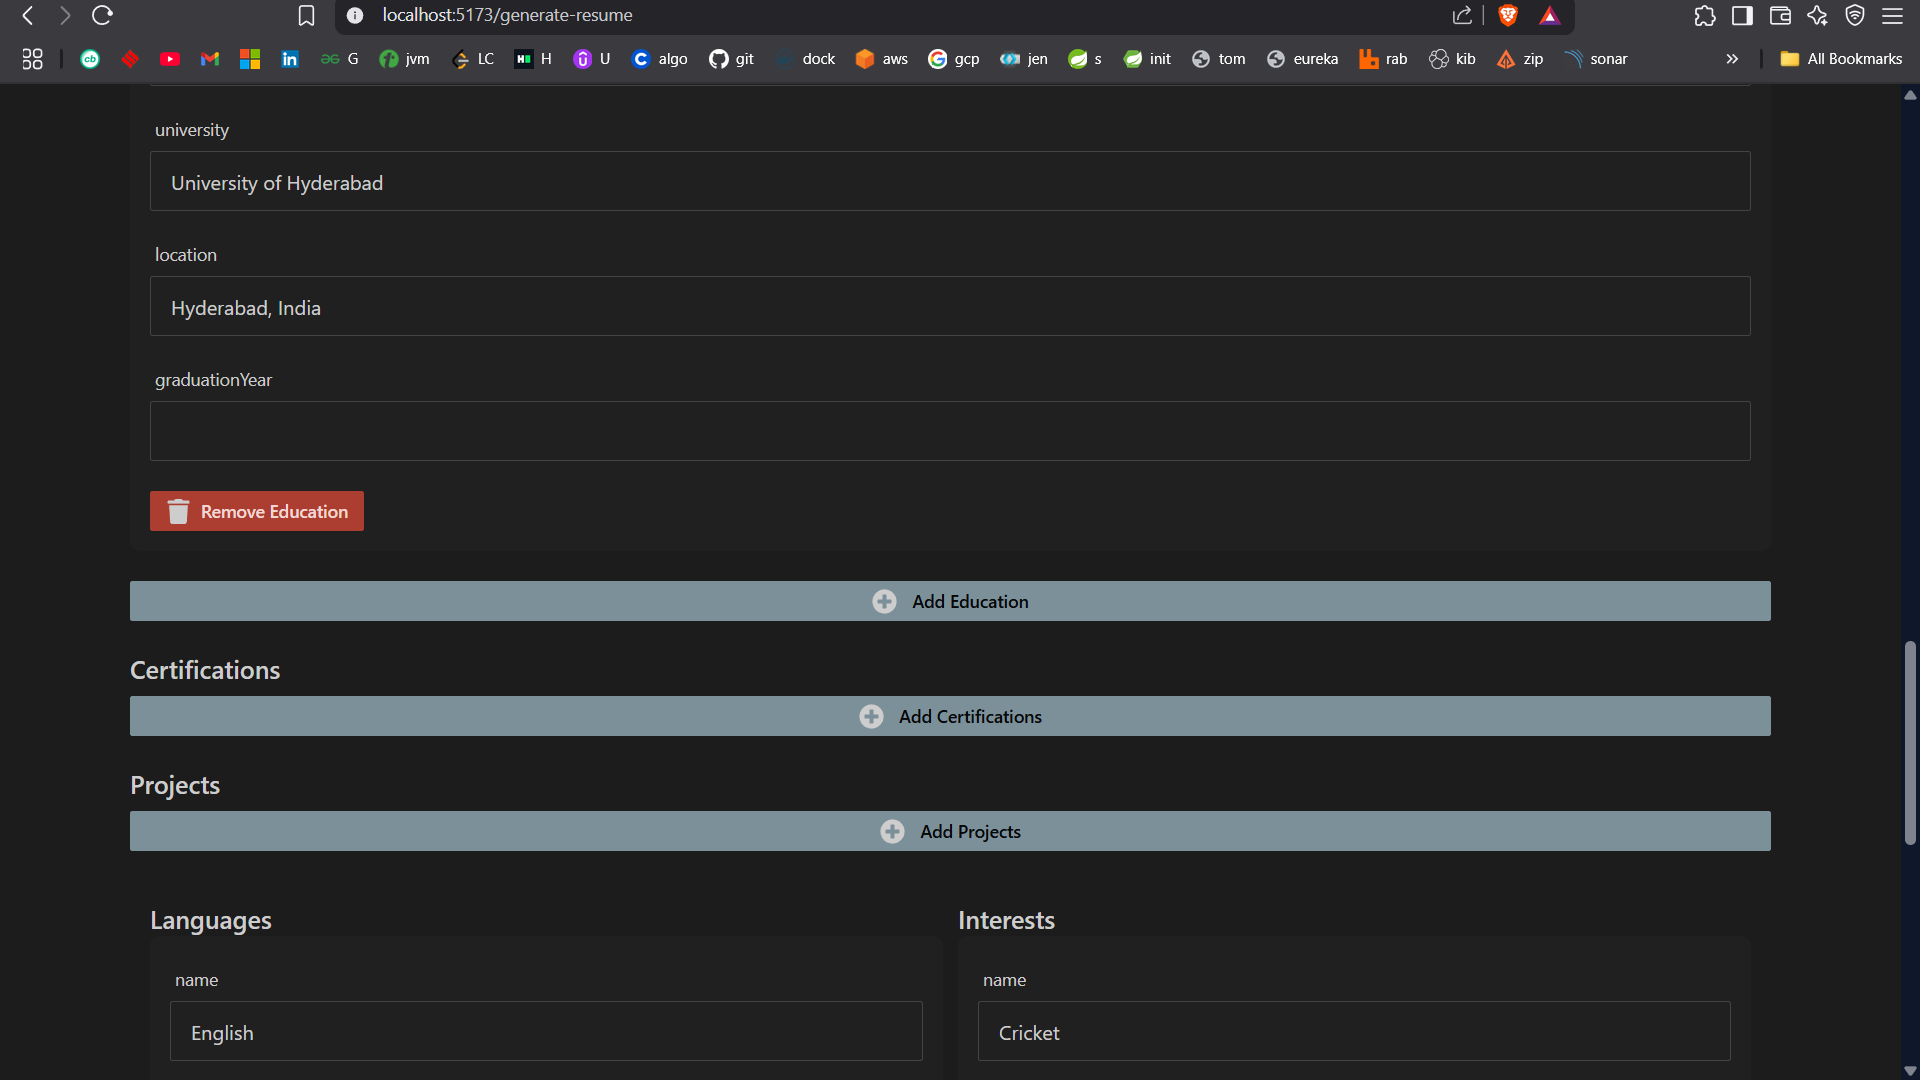 localhost:5173/generate-resume
G jvm LC H U algo git dock aws gcp jen s init tom eureka rab kib zip sonar » All Bookmarks
university
University of Hyderabad
location
Hyderabad, India
graduationYear
Remove Education
Add Education
Certifications
Add Certifications
Projects
Add Projects
Languages Interests
name name
English Cricket